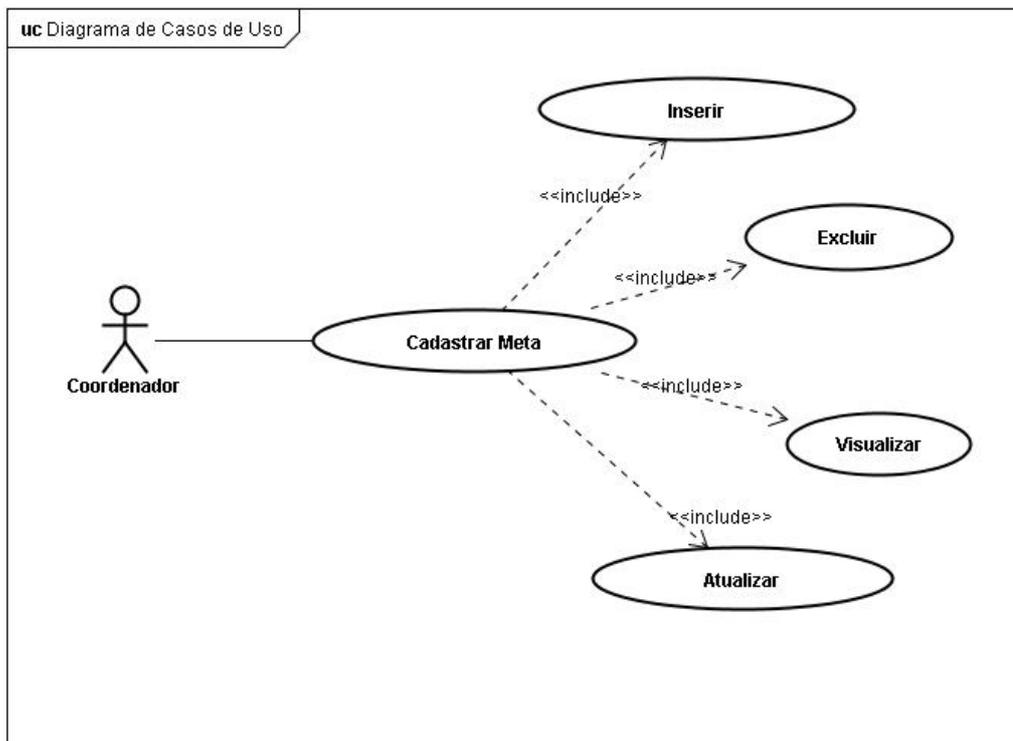 uc Diagrama de Casos de Uso
Inserir
<<include>>
Excluir
<<include>>
Cadastrar Meta
Coordenador
<<include>>
Visualizar
<<include>>
Atualizar